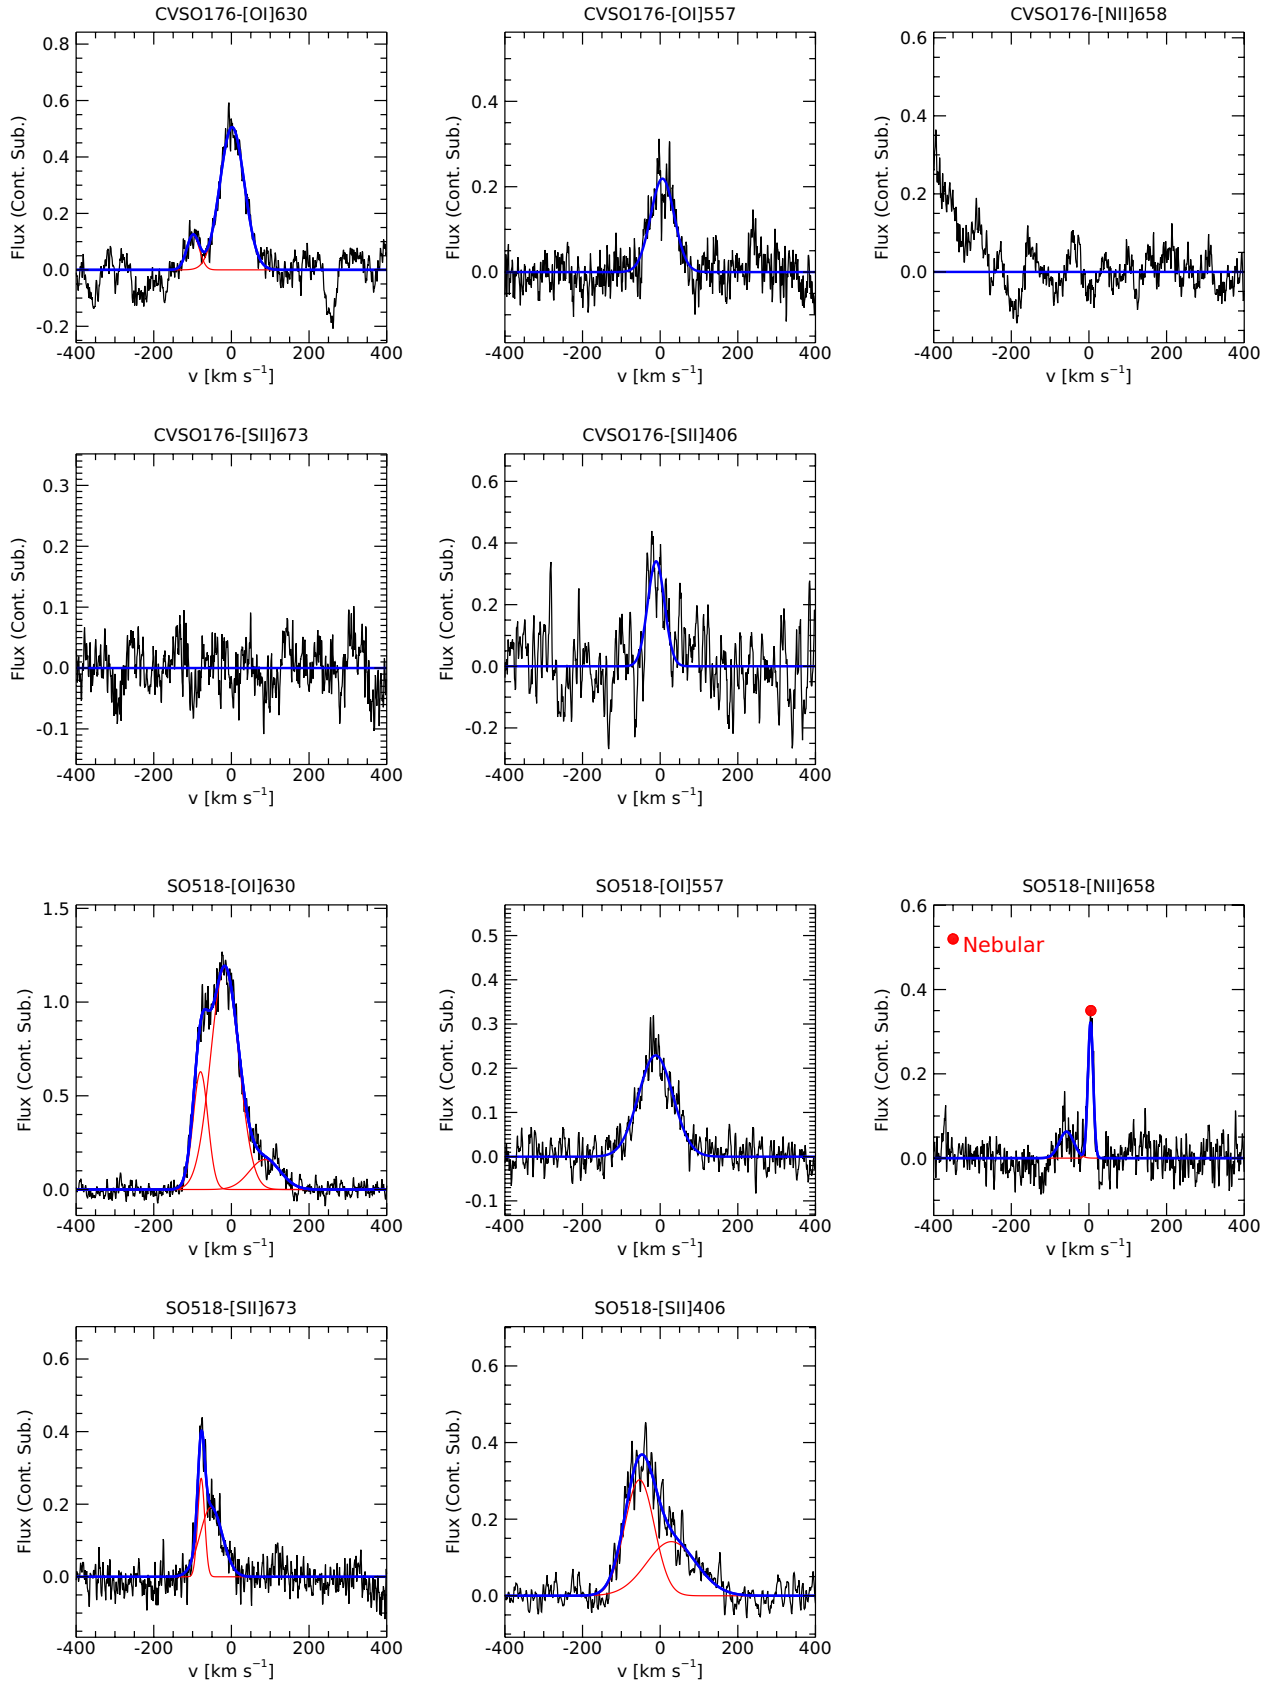 CVSO176-[OI]630
CVSO176-[OI]557
CVSO176-[NII]658
Flux (Cont. Sub.)
0.8
0.6
0.4
0.2
0.0
-0.2
-400 -200 0 200 400
v [km s⁻¹]
Flux (Cont. Sub.)
0.4
0.2
0.0
-400 -200 0 200 400
v [km s⁻¹]
Flux (Cont. Sub.)
0.6
0.4
0.2
0.0
-400 -200 0 200 400
v [km s⁻¹]
CVSO176-[SII]673
CVSO176-[SII]406
Flux (Cont. Sub.)
0.3
0.2
0.1
0.0
-0.1
-400 -200 0 200 400
v [km s⁻¹]
Flux (Cont. Sub.)
0.6
0.4
0.2
0.0
-0.2
-400 -200 0 200 400
v [km s⁻¹]
SO518-[OI]630
SO518-[OI]557
SO518-[NII]658
Flux (Cont. Sub.)
1.5
1.0
0.5
0.0
-400 -200 0 200 400
v [km s⁻¹]
Flux (Cont. Sub.)
0.5
0.4
0.3
0.2
0.1
0.0
-0.1
-400 -200 0 200 400
v [km s⁻¹]
Flux (Cont. Sub.)
0.6
0.4
0.2
0.0
Nebular
-400 -200 0 200 400
v [km s⁻¹]
SO518-[SII]673
SO518-[SII]406
Flux (Cont. Sub.)
0.6
0.4
0.2
0.0
-400 -200 0 200 400
v [km s⁻¹]
Flux (Cont. Sub.)
0.6
0.4
0.2
0.0
-400 -200 0 200 400
v [km s⁻¹]